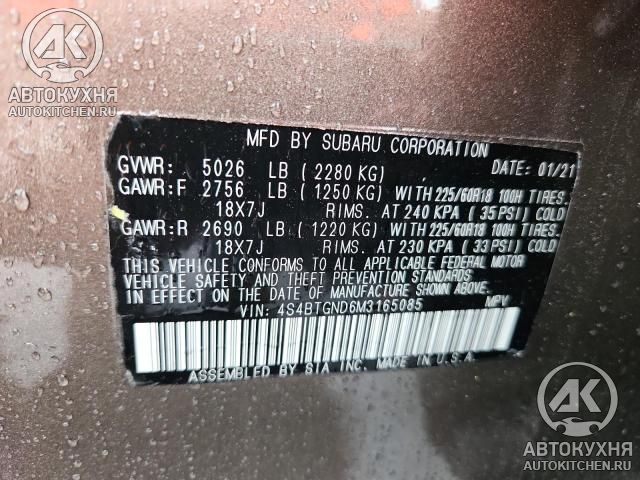 AK
АВТОКУХНЯ
AUTOKITCHEN.RU
MFD BY SUBARU CORPORATION
GVWR: 5026 LB (2280 KG) DATE: 01/21
GAWR:F 2756 LB (1250 KG) WITH 225/60R18 100H TIRES.
18X7J RIMS. AT 240 KPA (35 PSI) COLD
GAWR:R 2690 LB (1220 KG) WITH 225/60R18 100H TIRES.
18X7J RIMS. AT 230 KPA (33 PSI) COLD
THIS VEHICLE CONFORMS TO ALL APPLICABLE FEDERAL MOTOR
VEHICLE SAFETY AND THEFT PREVENTION STANDARDS
IN EFFECT ON THE DATE OF MANUFACTURE SHOWN ABOVE.
VIN: 4S4BTGND6M3165085 MPV
ASSEMBLED BY SIA INC. MADE IN U.S.A.
AK
АВТОКУХНЯ
AUTOKITCHEN.RU